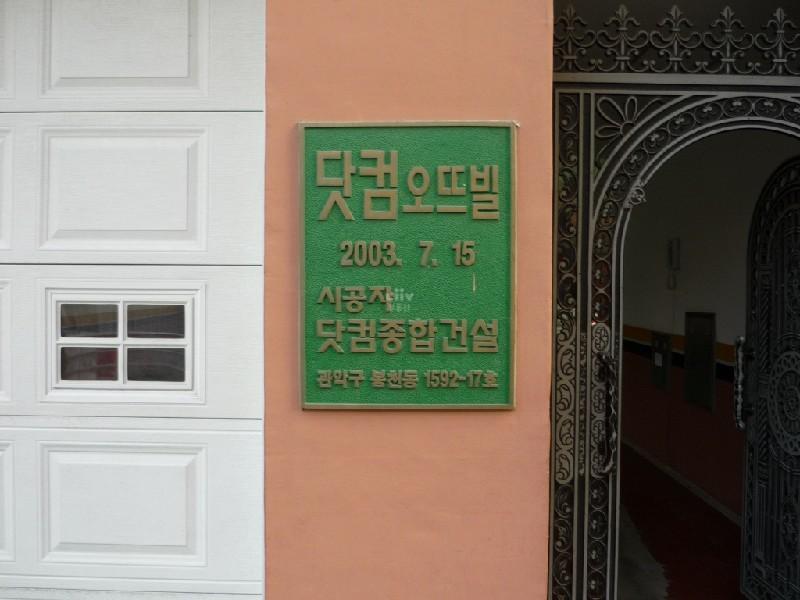 닷컴오뜨빌
2003. 7. 15
시공자
닷컴종합건설
관악구 봉천동 1592-17호